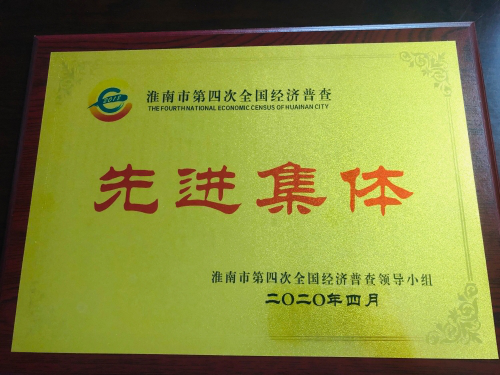 2018
淮南市第四次全国经济普查
THE FOURTH NATIONAL ECONOMIC CENSUS OF HUAINAN CITY
先进集体
淮南市第四次全国经济普查领导小组
二〇二〇年四月